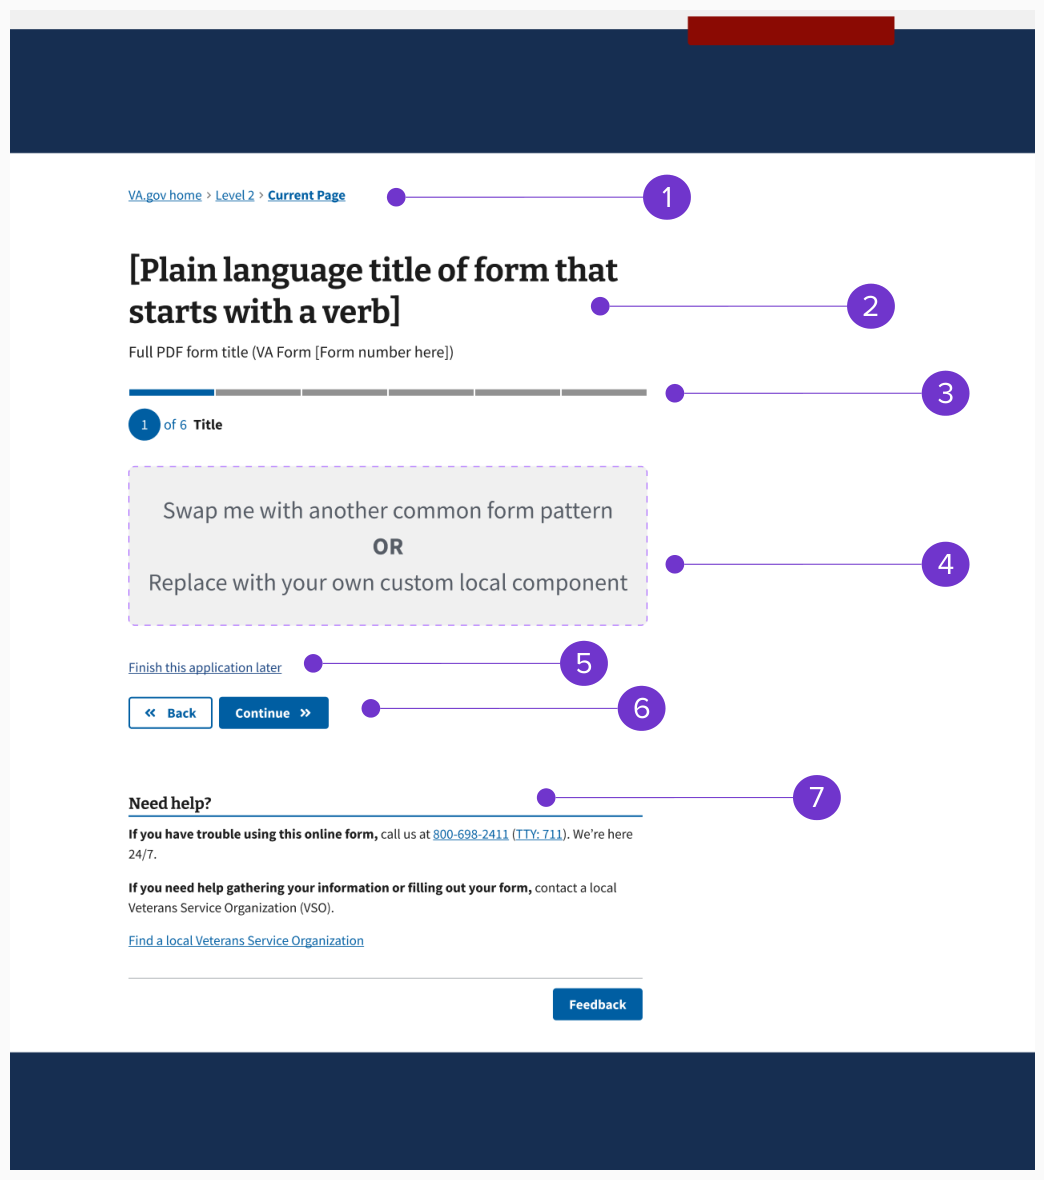 VA.gov home › Level 2 › Current Page
1
[Plain language title of form that
starts with a verb]
2
Full PDF form title (VA Form [Form number here])
3
1 of 6 Title
Swap me with another common form pattern
OR
Replace with your own custom local component
4
Finish this application later
5
« Back
Continue »
6
Need help?
7
If you have trouble using this online form, call us at 800-698-2411 (TTY: 711). We’re here
24/7.
If you need help gathering your information or filling out your form, contact a local
Veterans Service Organization (VSO).
Find a local Veterans Service Organization
Feedback